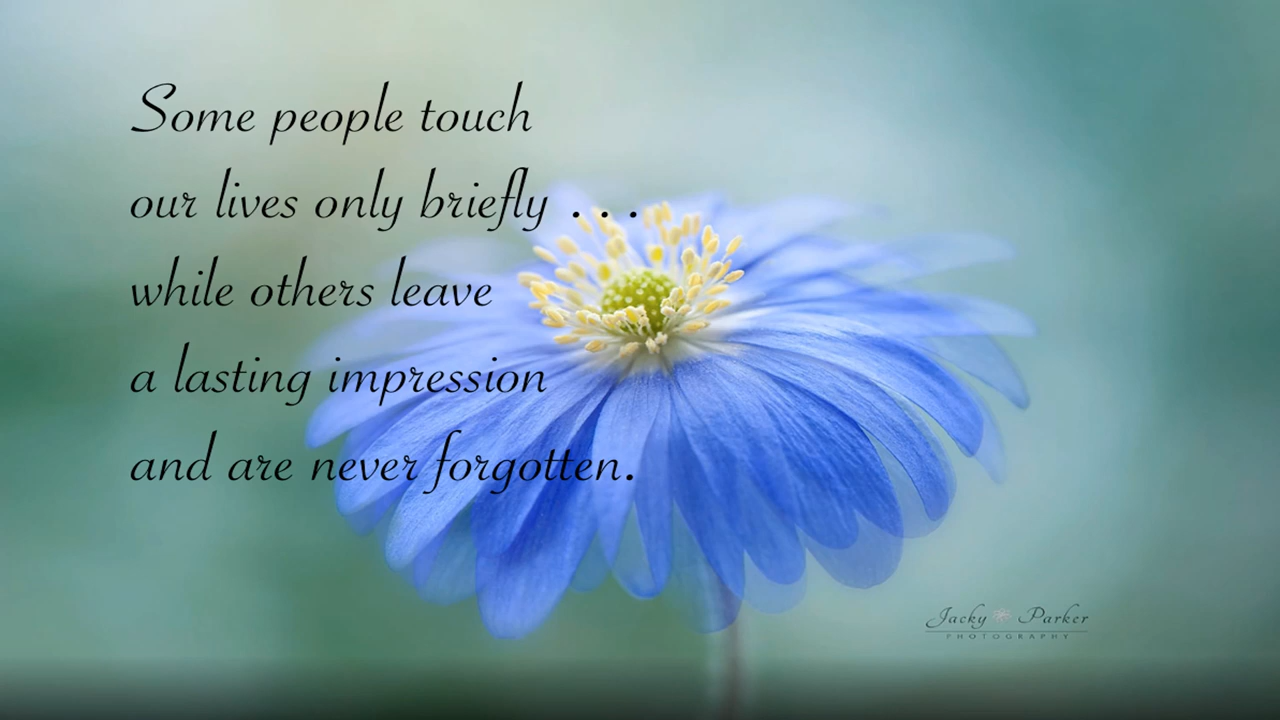 Some people touch
our lives only briefly . . .
while others leave
a lasting impression
and are never forgotten.
Jacky Parker
PHOTOGRAPHY